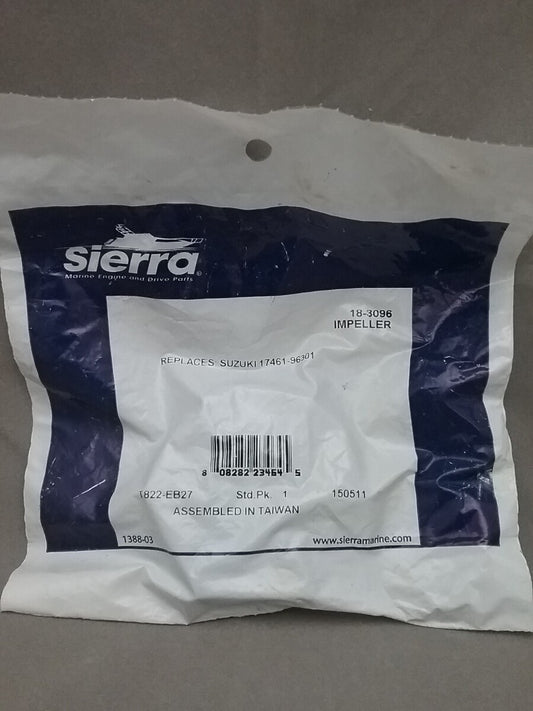 sierra®
Marine Engine and Drive Parts
18-3096
IMPELLER
REPLACES: SUZUKI 17461-96301
8 08282 23464 5
1822-EB27 Std.Pk. 1 150511
ASSEMBLED IN TAIWAN
1388-03 www.sierramarine.com